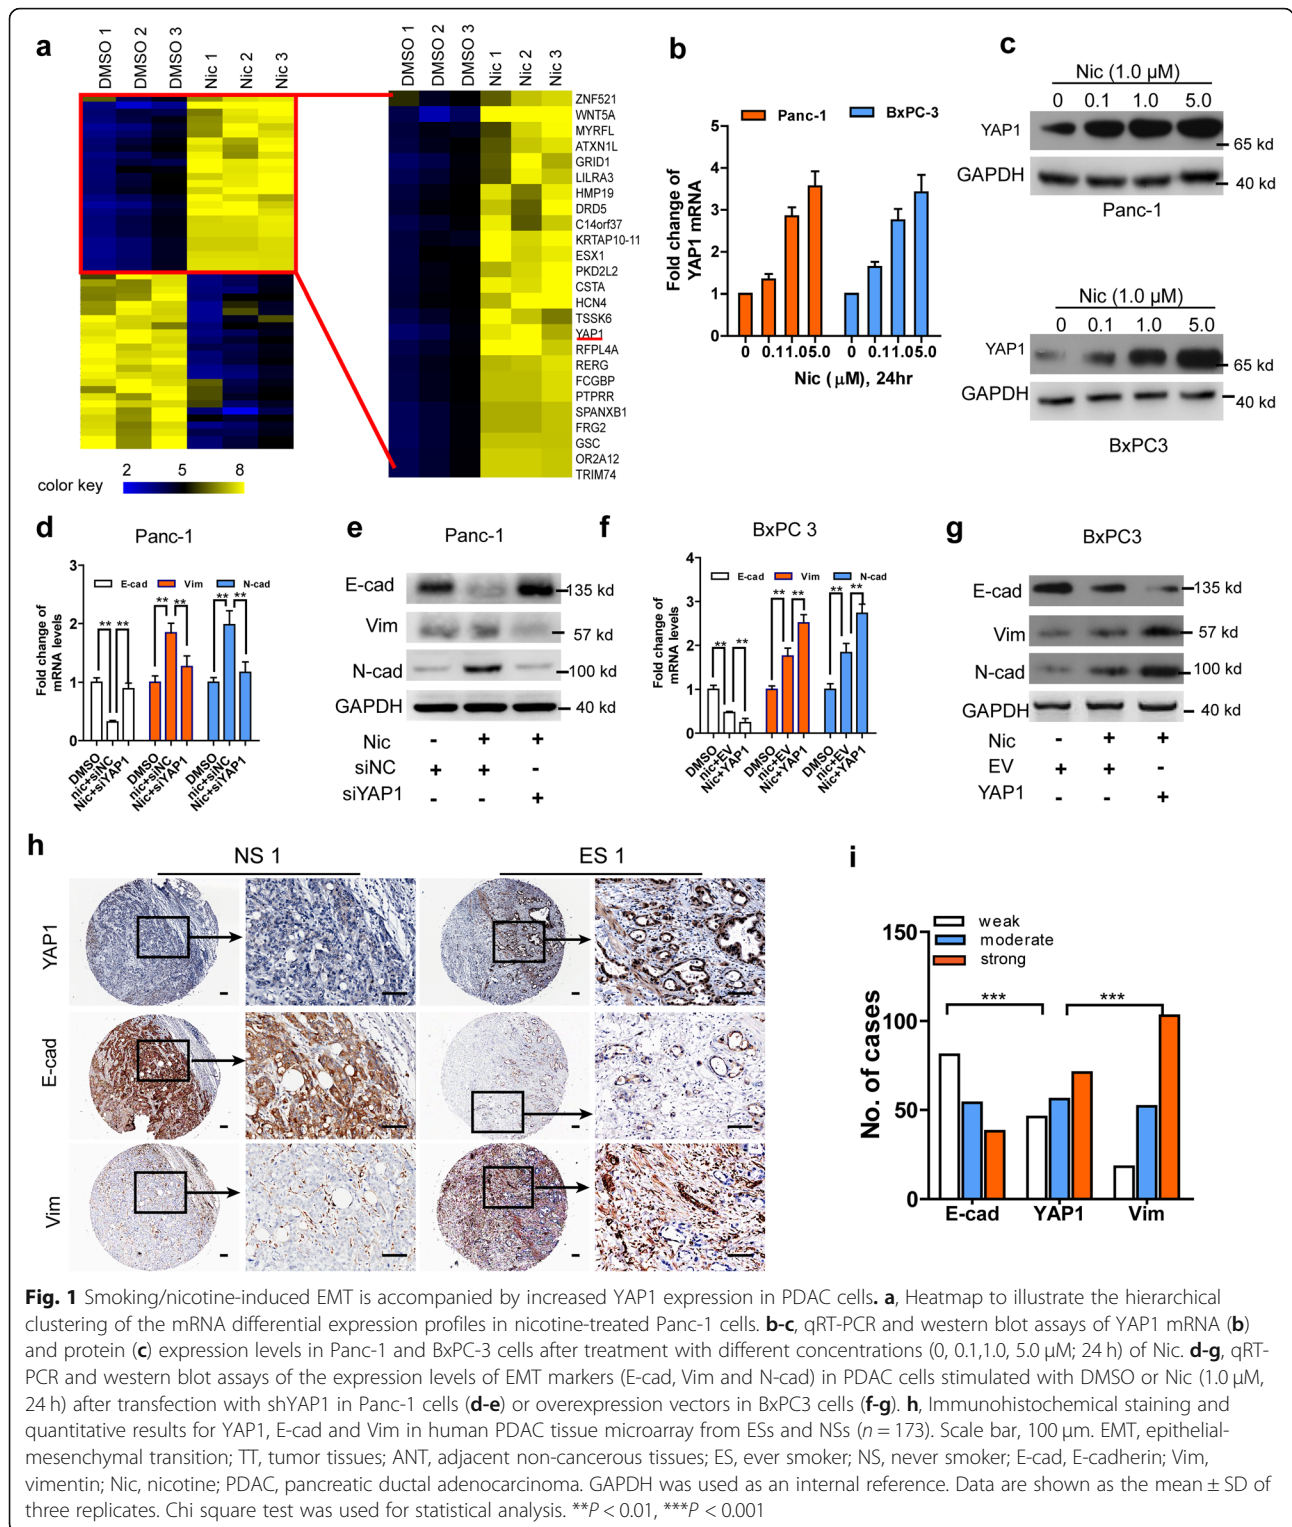 a
DMSO 1
DMSO 2
DMSO 3
Nic 1
Nic 2
Nic 3
DMSO 1
DMSO 2
DMSO 3
Nic 1
Nic 2
Nic 3
ZNF521
WNT5A
MYRFL
ATXN1L
GRID1
LILRA3
HMP19
DRD5
C14orf37
KRTAP10-11
ESX1
PKD2L2
CSTA
HCN4
TSSK6
YAP1
RFPL4A
RERG
FCGBP
PTPRR
SPANXB1
FRG2
GSC
OR2A12
TRIM74
2 5 8
color key
b
Panc-1 BxPC-3
Fold change of
YAP1 mRNA
5
4
3
2
1
0
0 0.1 1.0 5.0 0 0.1 1.0 5.0
Nic (μM), 24hr
c
Nic (1.0 μM)
0 0.1 1.0 5.0
YAP1
65 kd
GAPDH
40 kd
Panc-1
Nic (1.0 μM)
0 0.1 1.0 5.0
YAP1
65 kd
GAPDH
40 kd
BxPC3
d
Panc-1
Fold change of
mRNA levels
3
2
1
0
E-cad Vim N-cad
** ** ** ** ** **
DMSO
nic+siNC
Nic+siYAP1
DMSO
nic+siNC
Nic+siYAP1
DMSO
nic+siNC
Nic+siYAP1
e
Panc-1
E-cad 135 kd
Vim 57 kd
N-cad 100 kd
GAPDH 40 kd
Nic - + +
siNC + + -
siYAP1 - - +
f
BxPC 3
Fold change of
mRNA levels
4
3
2
1
0
E-cad Vim N-cad
** ** ** ** ** **
DMSO
nic+EV
Nic+YAP1
DMSO
nic+EV
Nic+YAP1
DMSO
nic+EV
Nic+YAP1
g
BxPC3
E-cad 135 kd
Vim 57 kd
N-cad 100 kd
GAPDH 40 kd
Nic - + +
EV + + -
YAP1 - - +
h
NS 1 ES 1
YAP1
E-cad
Vim
i
weak
moderate
strong
No. of cases
150
100
50
0
*** ***
E-cad YAP1 Vim
Fig. 1 Smoking/nicotine-induced EMT is accompanied by increased YAP1 expression in PDAC cells. a, Heatmap to illustrate the hierarchical
clustering of the mRNA differential expression profiles in nicotine-treated Panc-1 cells. b-c, qRT-PCR and western blot assays of YAP1 mRNA (b)
and protein (c) expression levels in Panc-1 and BxPC-3 cells after treatment with different concentrations (0, 0.1,1.0, 5.0 μM; 24 h) of Nic. d-g, qRT-
PCR and western blot assays of the expression levels of EMT markers (E-cad, Vim and N-cad) in PDAC cells stimulated with DMSO or Nic (1.0 μM,
24 h) after transfection with shYAP1 in Panc-1 cells (d-e) or overexpression vectors in BxPC3 cells (f-g). h, Immunohistochemical staining and
quantitative results for YAP1, E-cad and Vim in human PDAC tissue microarray from ESs and NSs (n = 173). Scale bar, 100 μm. EMT, epithelial-
mesenchymal transition; TT, tumor tissues; ANT, adjacent non-cancerous tissues; ES, ever smoker; NS, never smoker; E-cad, E-cadherin; Vim,
vimentin; Nic, nicotine; PDAC, pancreatic ductal adenocarcinoma. GAPDH was used as an internal reference. Data are shown as the mean ± SD of
three replicates. Chi square test was used for statistical analysis. **P < 0.01, ***P < 0.001